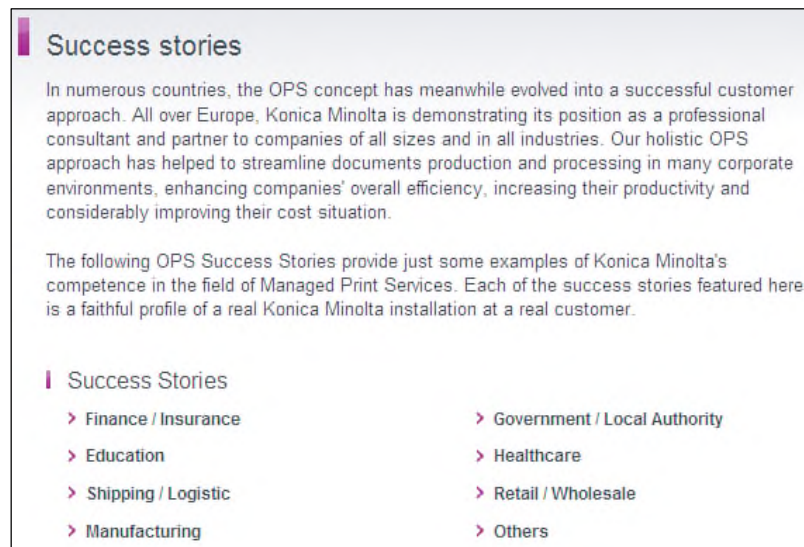 Success stories
In numerous countries, the OPS concept has meanwhile evolved into a successful customer
approach. All over Europe, Konica Minolta is demonstrating its position as a professional
consultant and partner to companies of all sizes and in all industries. Our holistic OPS
approach has helped to streamline documents production and processing in many corporate
environments, enhancing companies' overall efficiency, increasing their productivity and
considerably improving their cost situation.
The following OPS Success Stories provide just some examples of Konica Minolta's
competence in the field of Managed Print Services. Each of the success stories featured here
is a faithful profile of a real Konica Minolta installation at a real customer.
Success Stories
Finance / Insurance
Government / Local Authority
Education
Healthcare
Shipping / Logistic
Retail / Wholesale
Manufacturing
Others